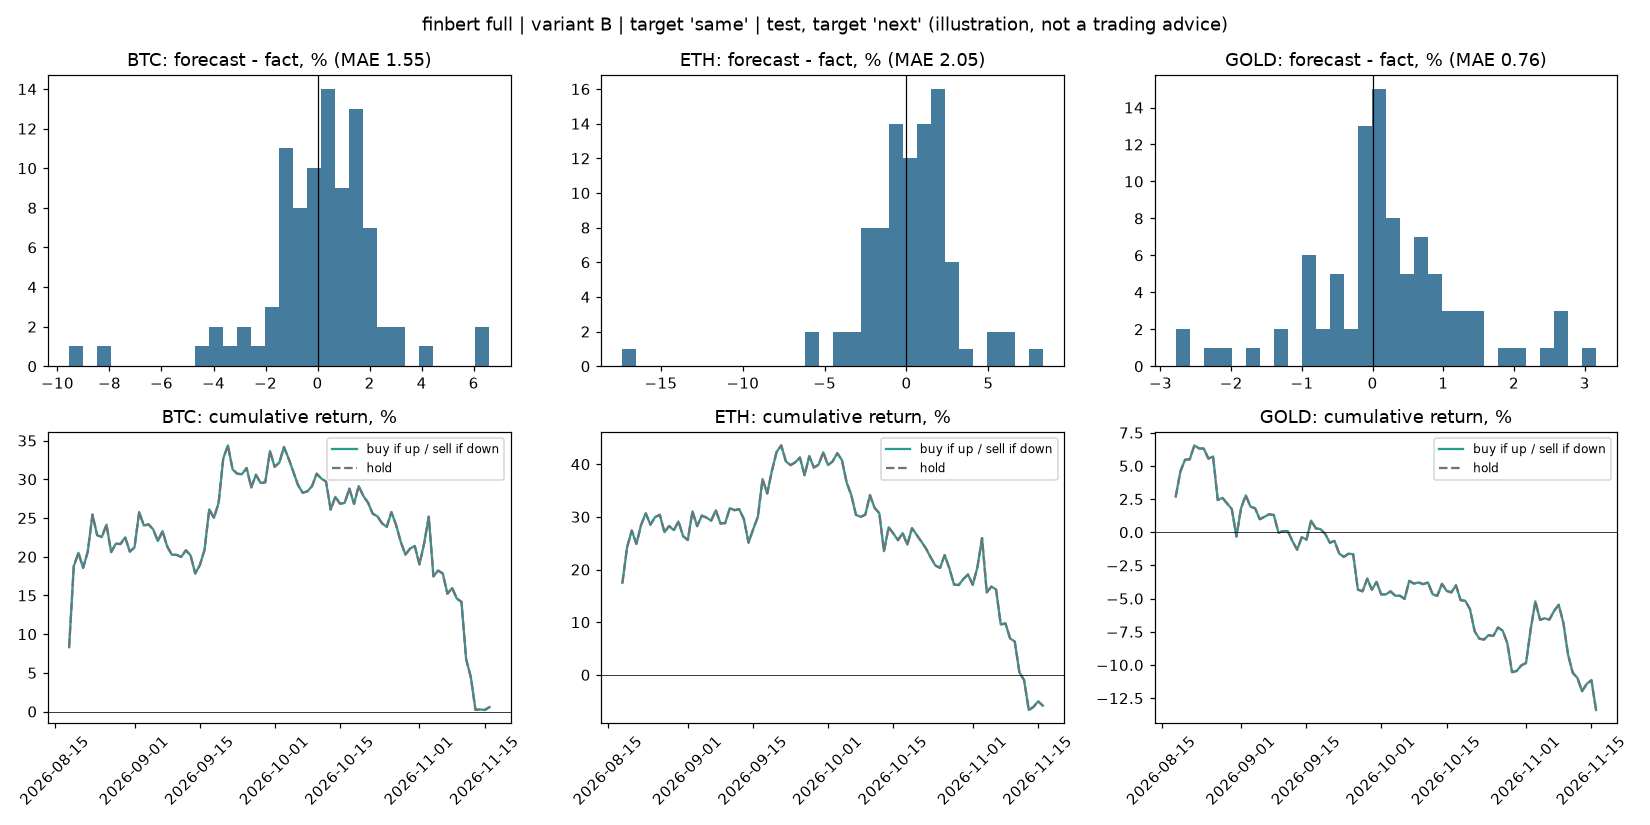 finbert full | variant B | target 'same' | test, target 'next' (illustration, not a trading advice)
BTC: forecast - fact, % (MAE 1.55)
14
12
10
8
6
4
2
0
−10 −8 −6 −4 −2 0 2 4 6
ETH: forecast - fact, % (MAE 2.05)
16
14
12
10
8
6
4
2
0
−15 −10 −5 0 5
GOLD: forecast - fact, % (MAE 0.76)
14
12
10
8
6
4
2
0
−3 −2 −1 0 1 2 3
BTC: cumulative return, %
buy if up / sell if down
hold
35
30
25
20
15
10
5
0
2026-08-15 2026-09-01 2026-09-15 2026-10-01 2026-10-15 2026-11-01 2026-11-15
ETH: cumulative return, %
buy if up / sell if down
hold
40
30
20
10
0
2026-08-15 2026-09-01 2026-09-15 2026-10-01 2026-10-15 2026-11-01 2026-11-15
GOLD: cumulative return, %
buy if up / sell if down
hold
7.5
5.0
2.5
0.0
−2.5
−5.0
−7.5
−10.0
−12.5
2026-08-15 2026-09-01 2026-09-15 2026-10-01 2026-10-15 2026-11-01 2026-11-15